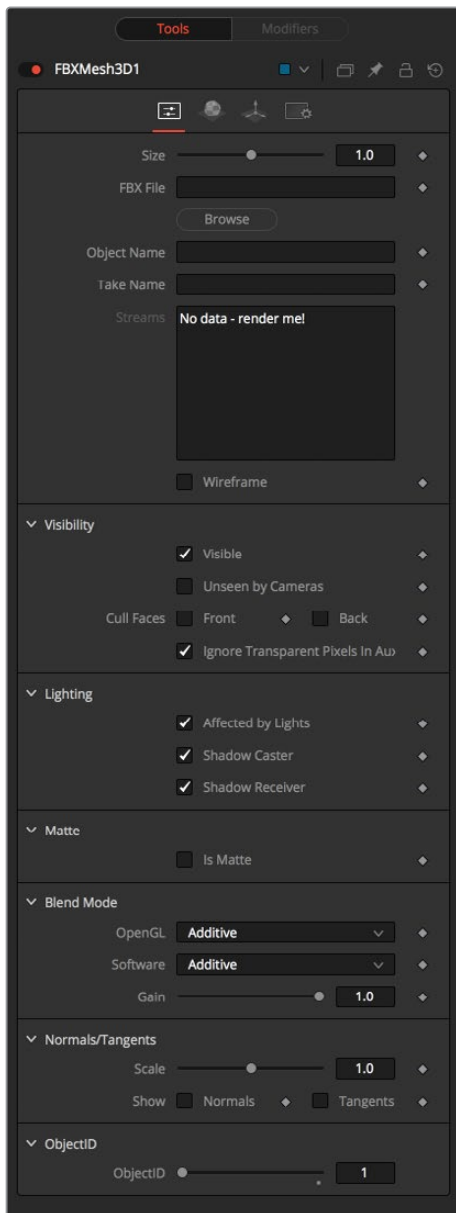 Tools Modifiers
FBXMesh3D1
Size 1.0
FBX File
Browse
Object Name
Take Name
Streams No data - render me!
Wireframe
Visibility
Visible
Unseen by Cameras
Cull Faces Front Back
Ignore Transparent Pixels In Aux
Lighting
Affected by Lights
Shadow Caster
Shadow Receiver
Matte
Is Matte
Blend Mode
OpenGL Additive
Software Additive
Gain 1.0
Normals/Tangents
Scale 1.0
Show Normals Tangents
ObjectID
ObjectID 1